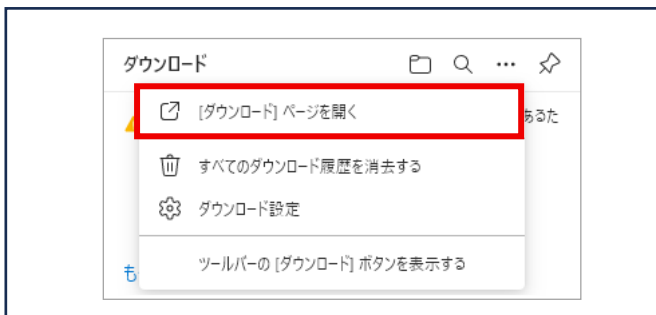 ダウンロード
[ダウンロード] ページを開く
あるた
すべてのダウンロード履歴を消去する
ダウンロード設定
ツールバーの [ダウンロード] ボタンを表示する
も